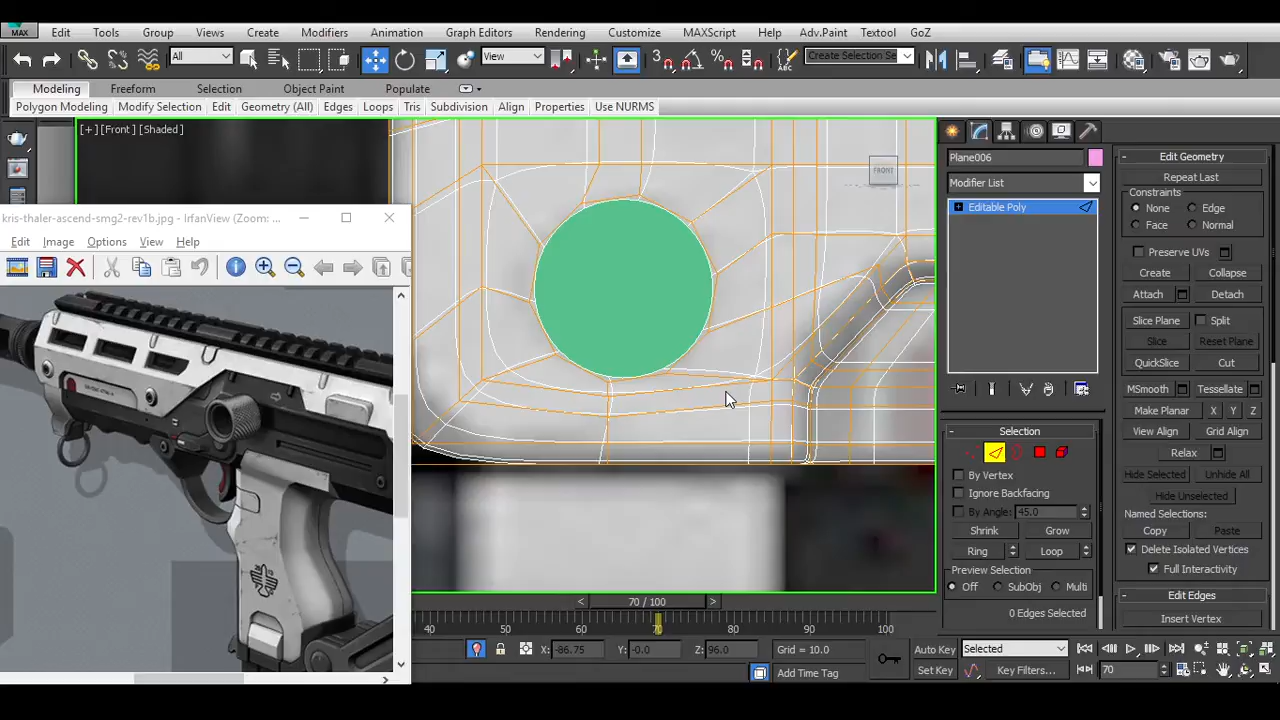 MAX
Edit Tools Group Views Create Modifiers Animation Graph Editors Rendering Customize MAXScript Help Adv.Paint Textool GoZ
All View 3 Create Selection Se
Modeling Freeform Selection Object Paint Populate
Polygon Modeling Modify Selection Edit Geometry (All) Edges Loops Tris Subdivision Align Properties Use NURMS
[+] [Front] [Shaded]
FRONT
kris-thaler-ascend-smg2-rev1b.jpg - IrfanView (Zoom: ...
Edit Image Options View Help
Plane006
Modifier List
Editable Poly
Selection
By Vertex
Ignore Backfacing
By Angle: 45.0
Shrink Grow
Ring Loop
Preview Selection
Off SubObj Multi
0 Edges Selected
Edit Geometry
Repeat Last
Constraints
None Edge
Face Normal
Preserve UVs
Create Collapse
Attach Detach
Slice Plane Split
Slice Reset Plane
QuickSlice Cut
MSmooth Tessellate
Make Planar X Y Z
View Align Grid Align
Relax
Hide Selected Unhide All
Hide Unselected
Named Selections:
Copy Paste
Delete Isolated Vertices
Full Interactivity
Edit Edges
Insert Vertex
< 70 / 100 >
40 50 60 70 80 90 100
X: -86.75 Y: -0.0 Z: 96.0 Grid = 10.0
Add Time Tag
Auto Key Selected
Set Key Key Filters... 70